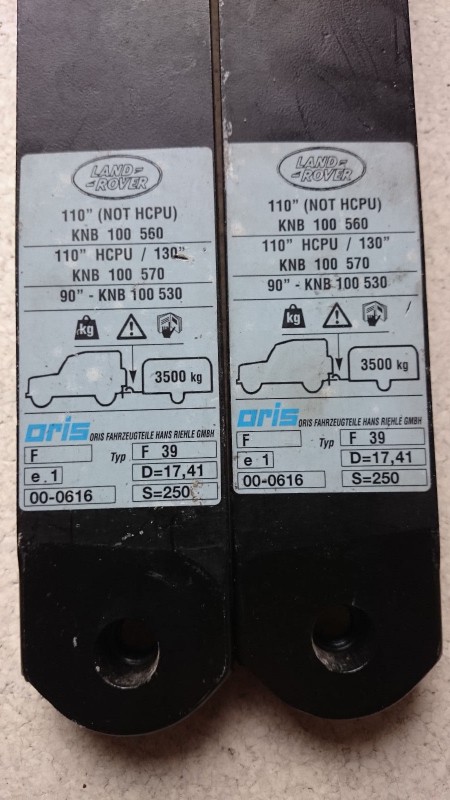 LAND-
-ROVER
110" (NOT HCPU)
KNB 100 560
110" HCPU / 130"
KNB 100 570
90" - KNB 100 530
kg
3500 kg
oris ORIS FAHRZEUGTEILE HANS RIEHLE GMBH
F Typ F 39
e 1 D=17,41
00-0616 S=250
LAND-
-ROVER
110" (NOT HCPU)
KNB 100 560
110" HCPU / 130"
KNB 100 570
90" - KNB 100 530
kg
3500 kg
oris ORIS FAHRZEUGTEILE HANS RIEHLE GMBH
F Typ F 39
e 1 D=17,41
00-0616 S=250